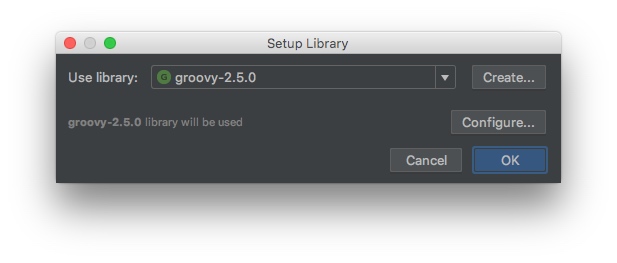 Setup Library
Use library: G groovy-2.5.0 Create...
groovy-2.5.0 library will be used Configure...
Cancel OK